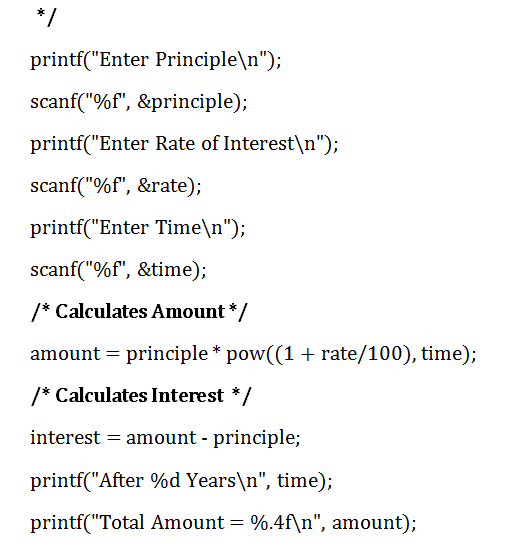 */
printf("Enter Principle\n");
scanf("%f", &principle);
printf("Enter Rate of Interest\n");
scanf("%f", &rate);
printf("Enter Time\n");
scanf("%f", &time);
/* Calculates Amount */
amount = principle * pow((1 + rate/100), time);
/* Calculates Interest */
interest = amount - principle;
printf("After %d Years\n", time);
printf("Total Amount = %.4f\n", amount);